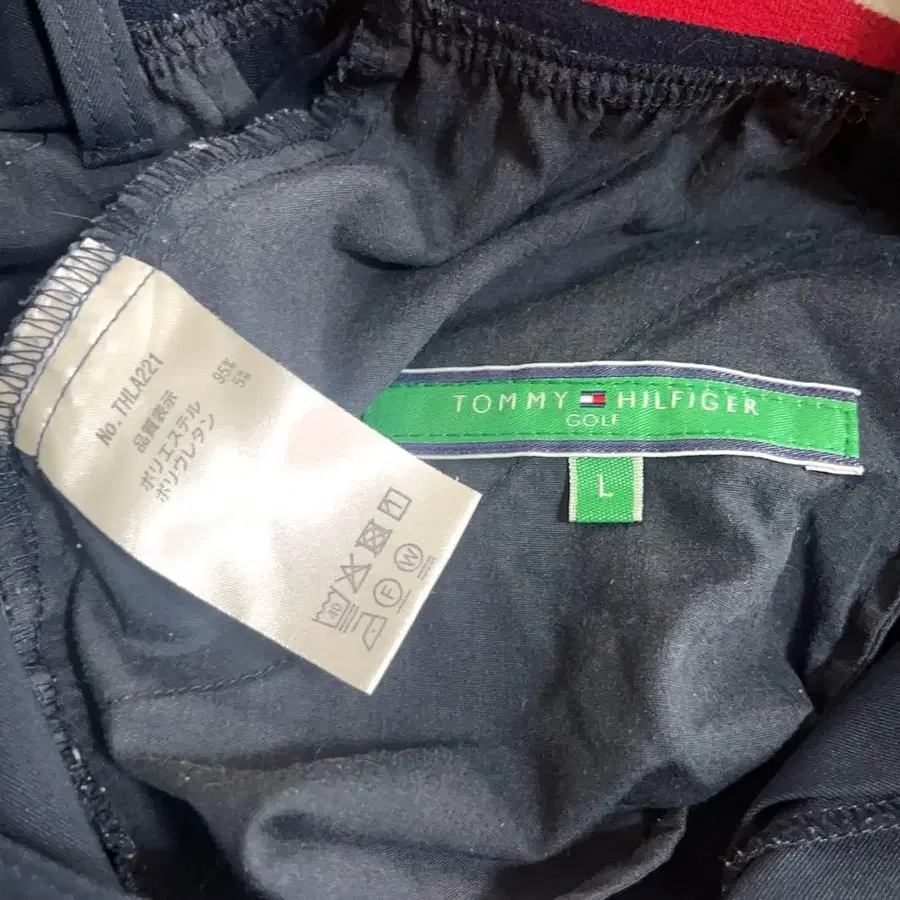 No. THLA221
品質表示
ポリエステル 95%
ポリウレタン 5%
40
F W
TOMMY HILFIGER
GOLF
L